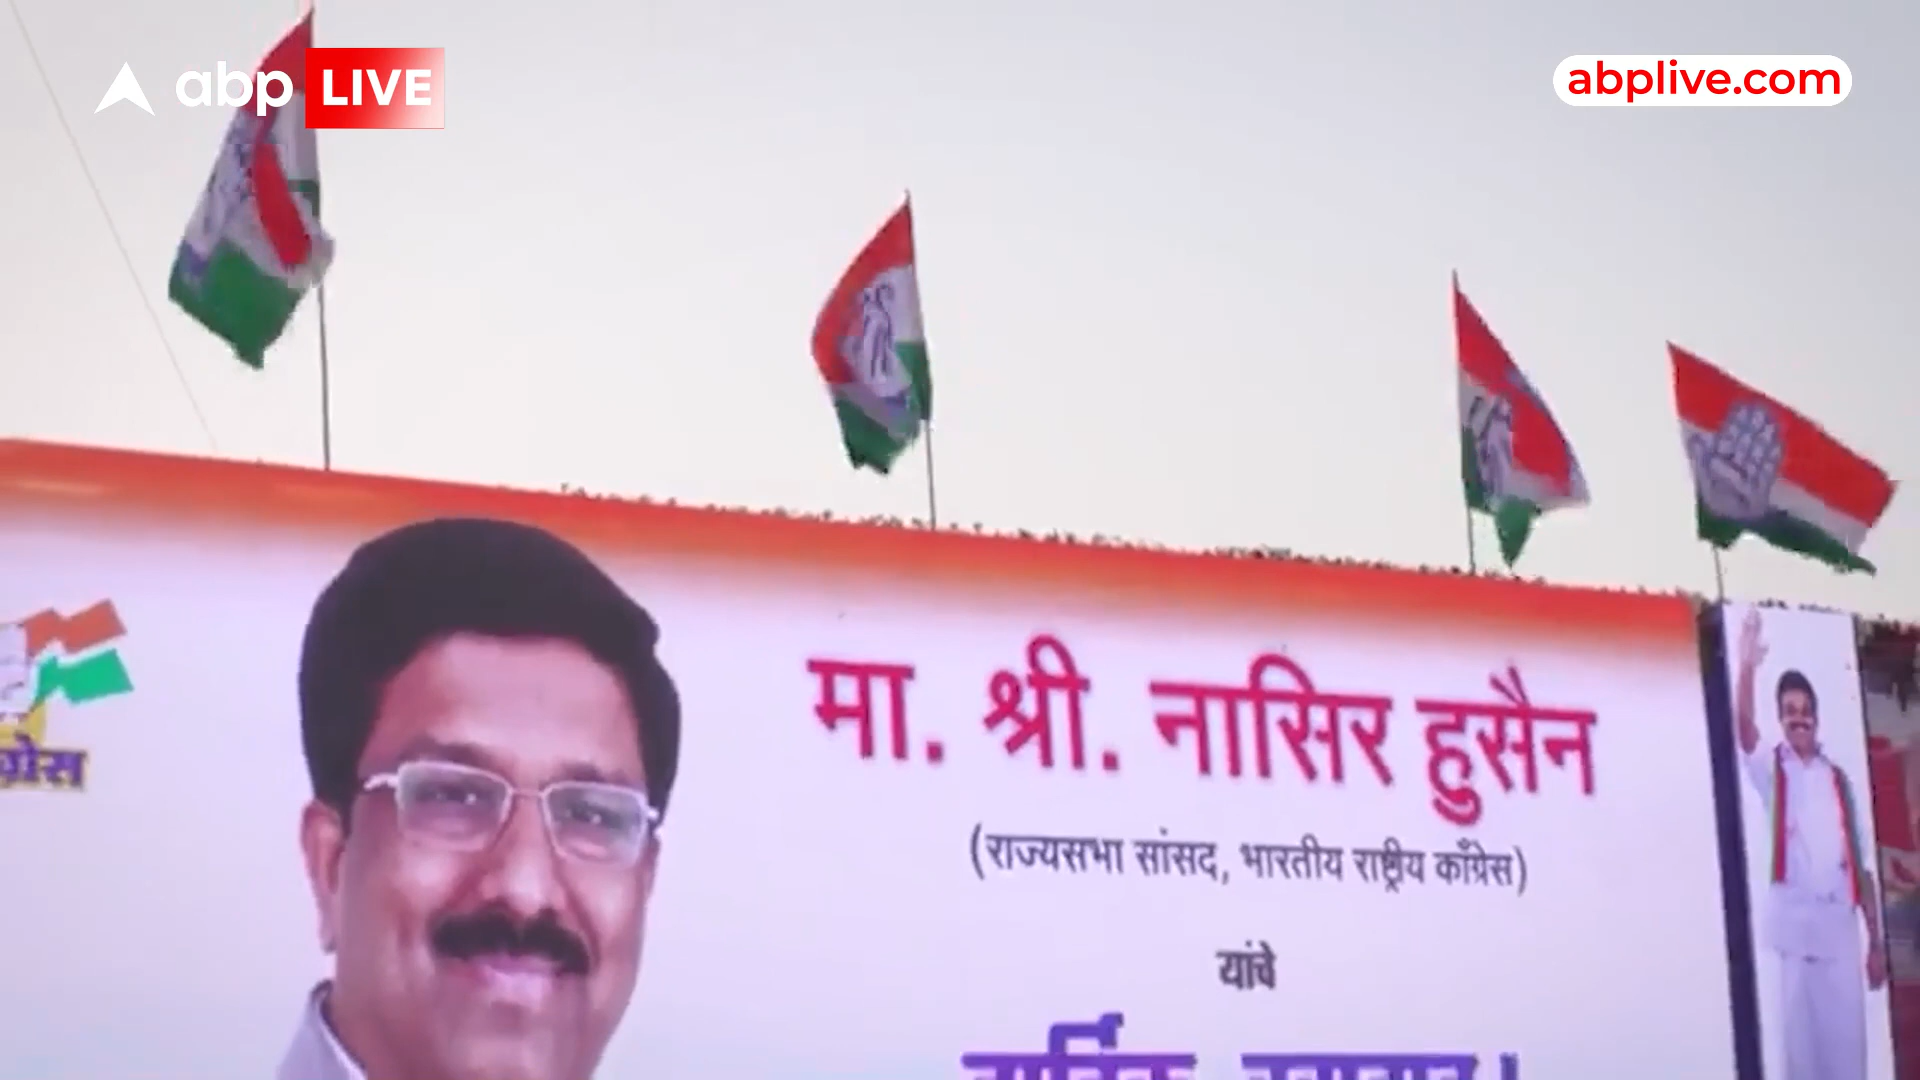 abp LIVE
abplive.com
मा. श्री. नासिर हुसैन
(राज्यसभा सांसद, भारतीय राष्ट्रीय काँग्रेस)
यांचे